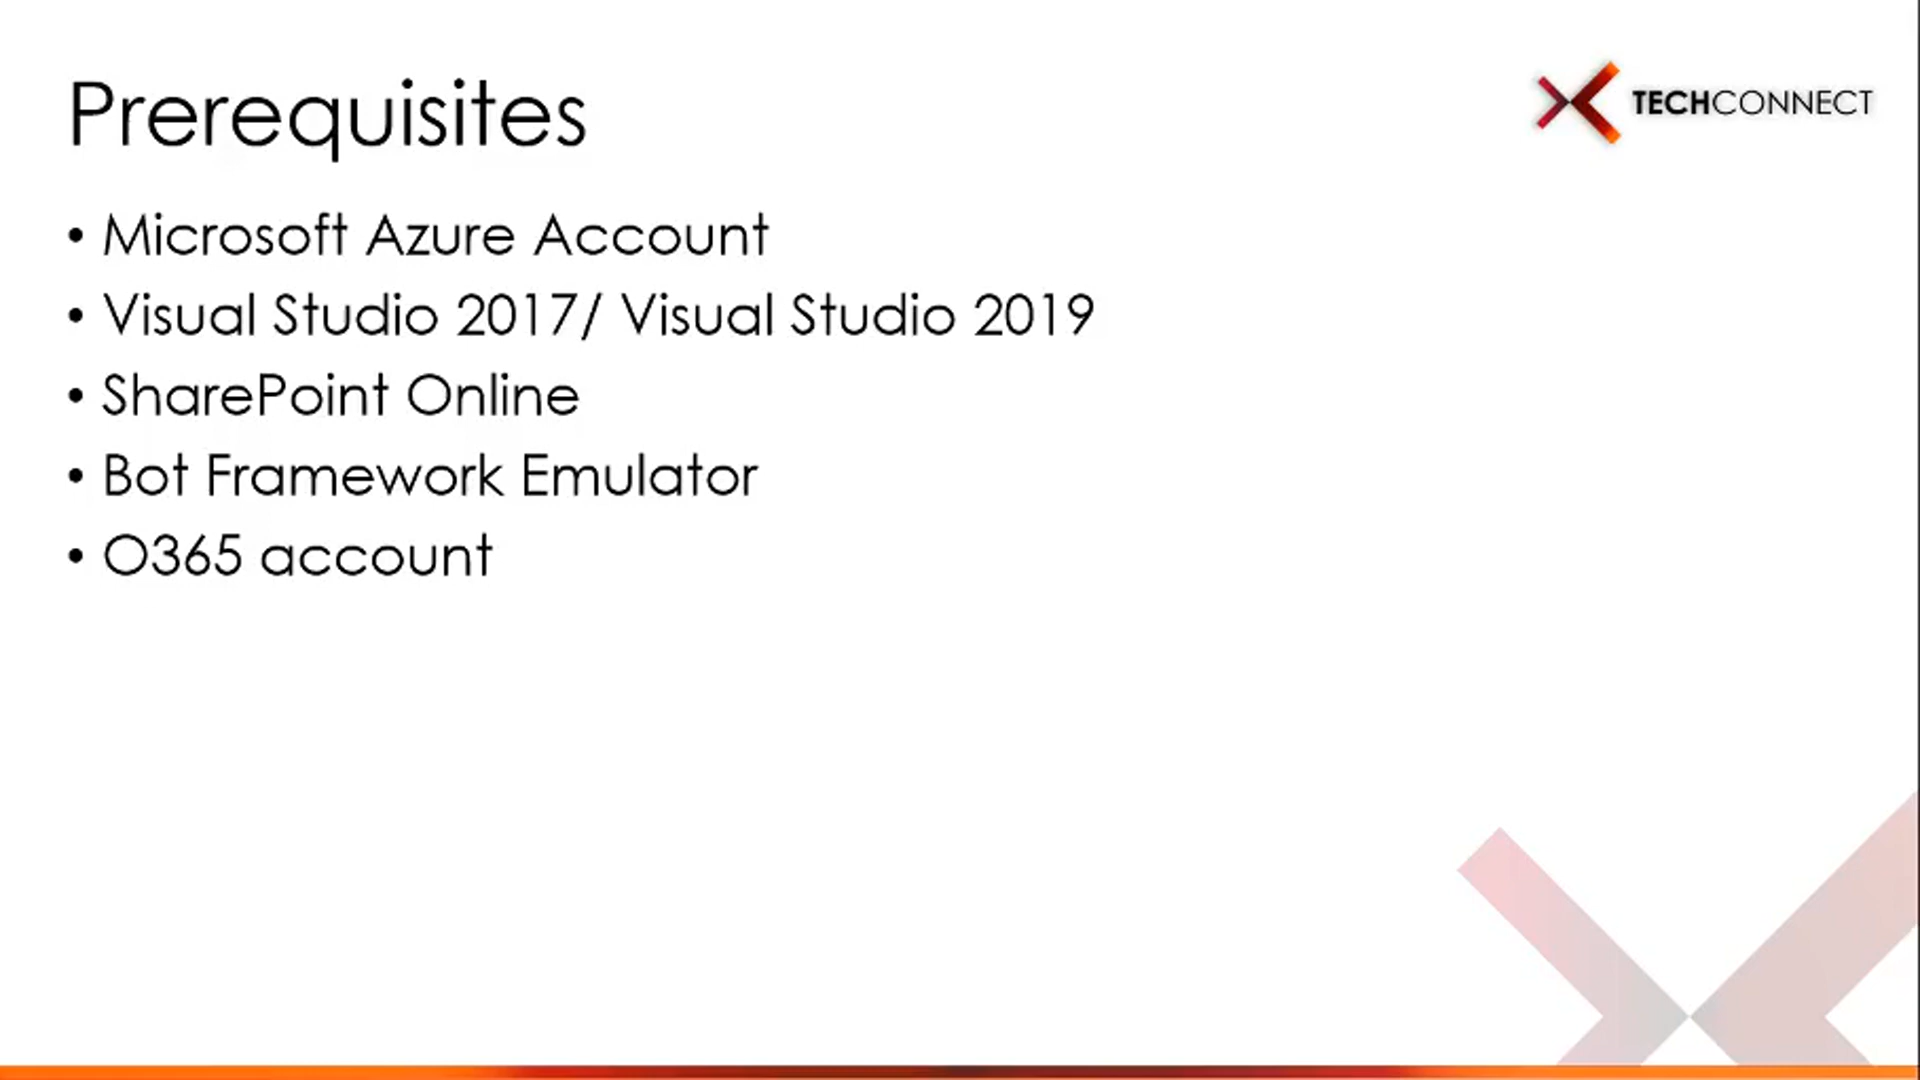 Prerequisites
TECHCONNECT
• Microsoft Azure Account
• Visual Studio 2017/ Visual Studio 2019
• SharePoint Online
• Bot Framework Emulator
• O365 account